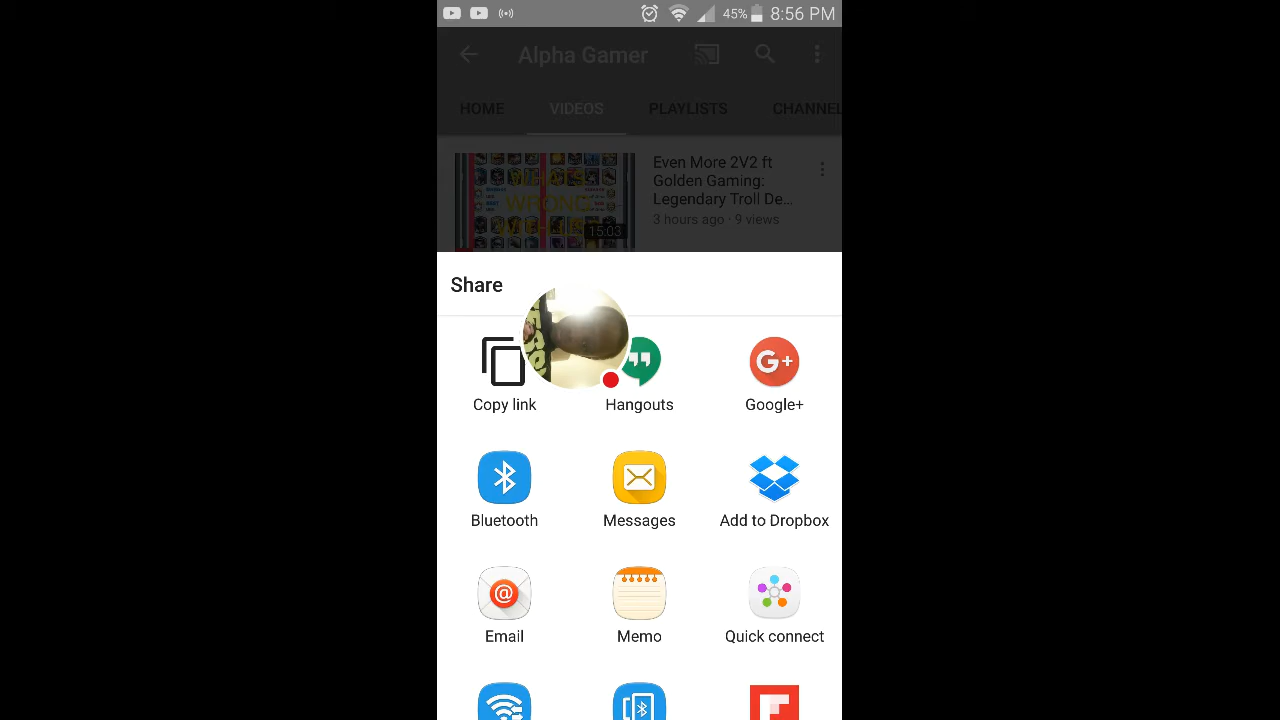 45% 8:56 PM
Alpha Gamer
HOME VIDEOS PLAYLISTS CHANNEL
Even More 2V2 ft
Golden Gaming:
Legendary Troll De...
3 hours ago · 9 views
WHATS
WRONG
15:03
Share
Copy link Hangouts Google+
Bluetooth Messages Add to Dropbox
Email Memo Quick connect